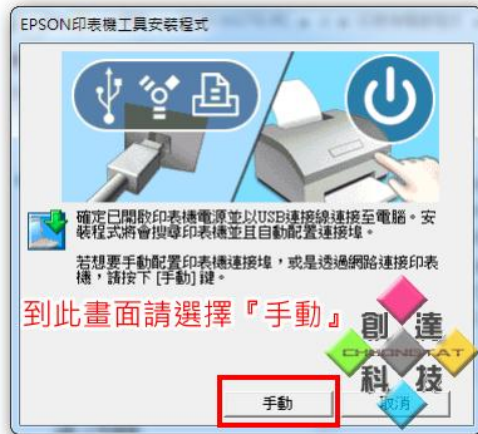 EPSON印表機工具安裝程式
確定已開啟印表機電源並以USB連接線連接至電腦。安
裝程式將會搜尋印表機並且自動配置連接埠。
若想要手動配置印表機連接埠，或是透過網路連接印表
機，請按下 [手動] 鍵。
到此畫面請選擇『手動』
創達
CHUONGTAT
科技
手動
取消